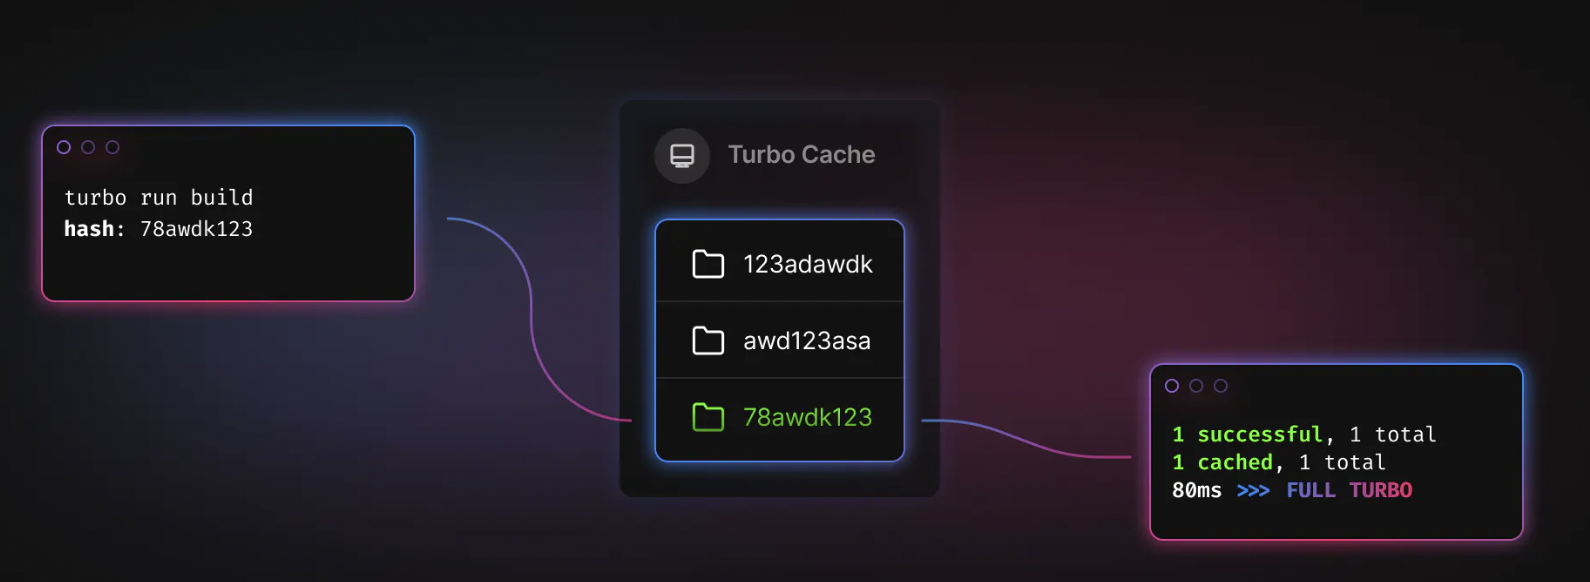 turbo run build
hash: 78awdk123
Turbo Cache
123adawdk
awd123asa
78awdk123
1 successful, 1 total
1 cached, 1 total
80ms >>> FULL TURBO